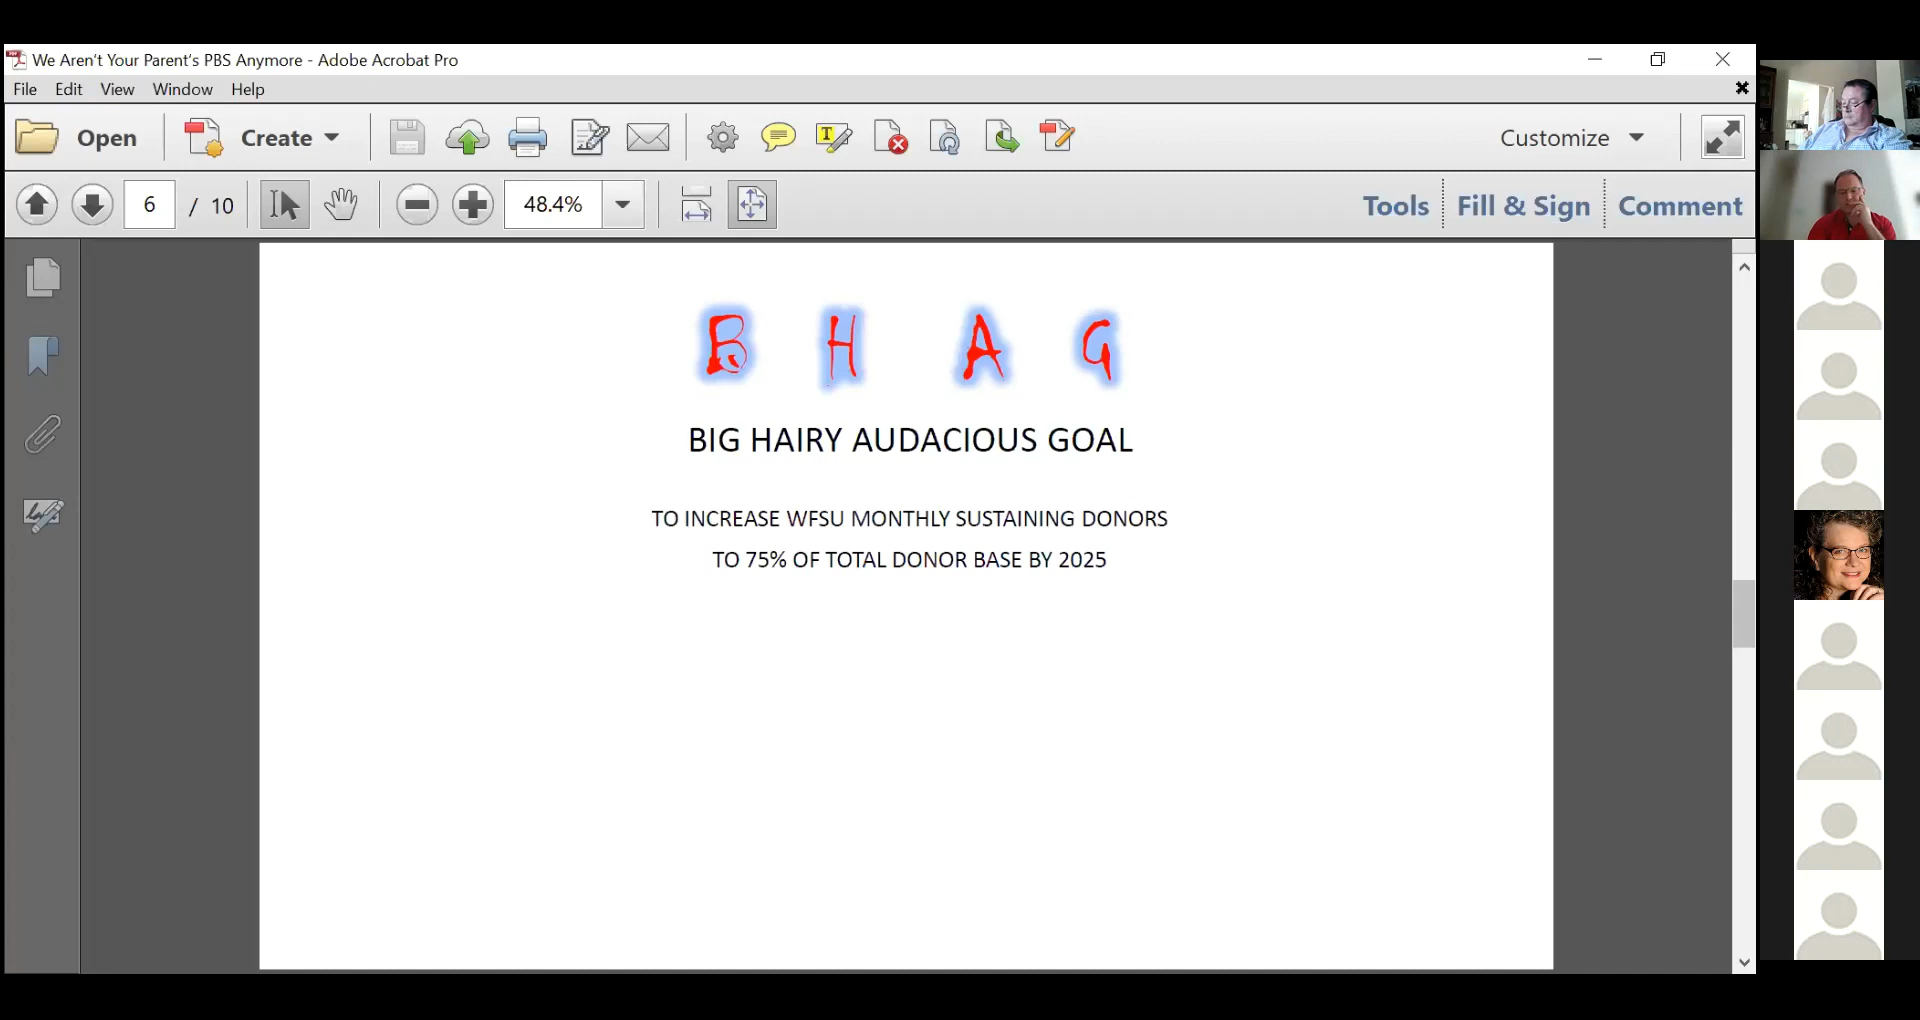 We Aren't Your Parent's PBS Anymore - Adobe Acrobat Pro
File Edit View Window Help
Open Create Customize
6 / 10 48.4% Tools Fill & Sign Comment
B H A G
BIG HAIRY AUDACIOUS GOAL
TO INCREASE WFSU MONTHLY SUSTAINING DONORS
TO 75% OF TOTAL DONOR BASE BY 2025